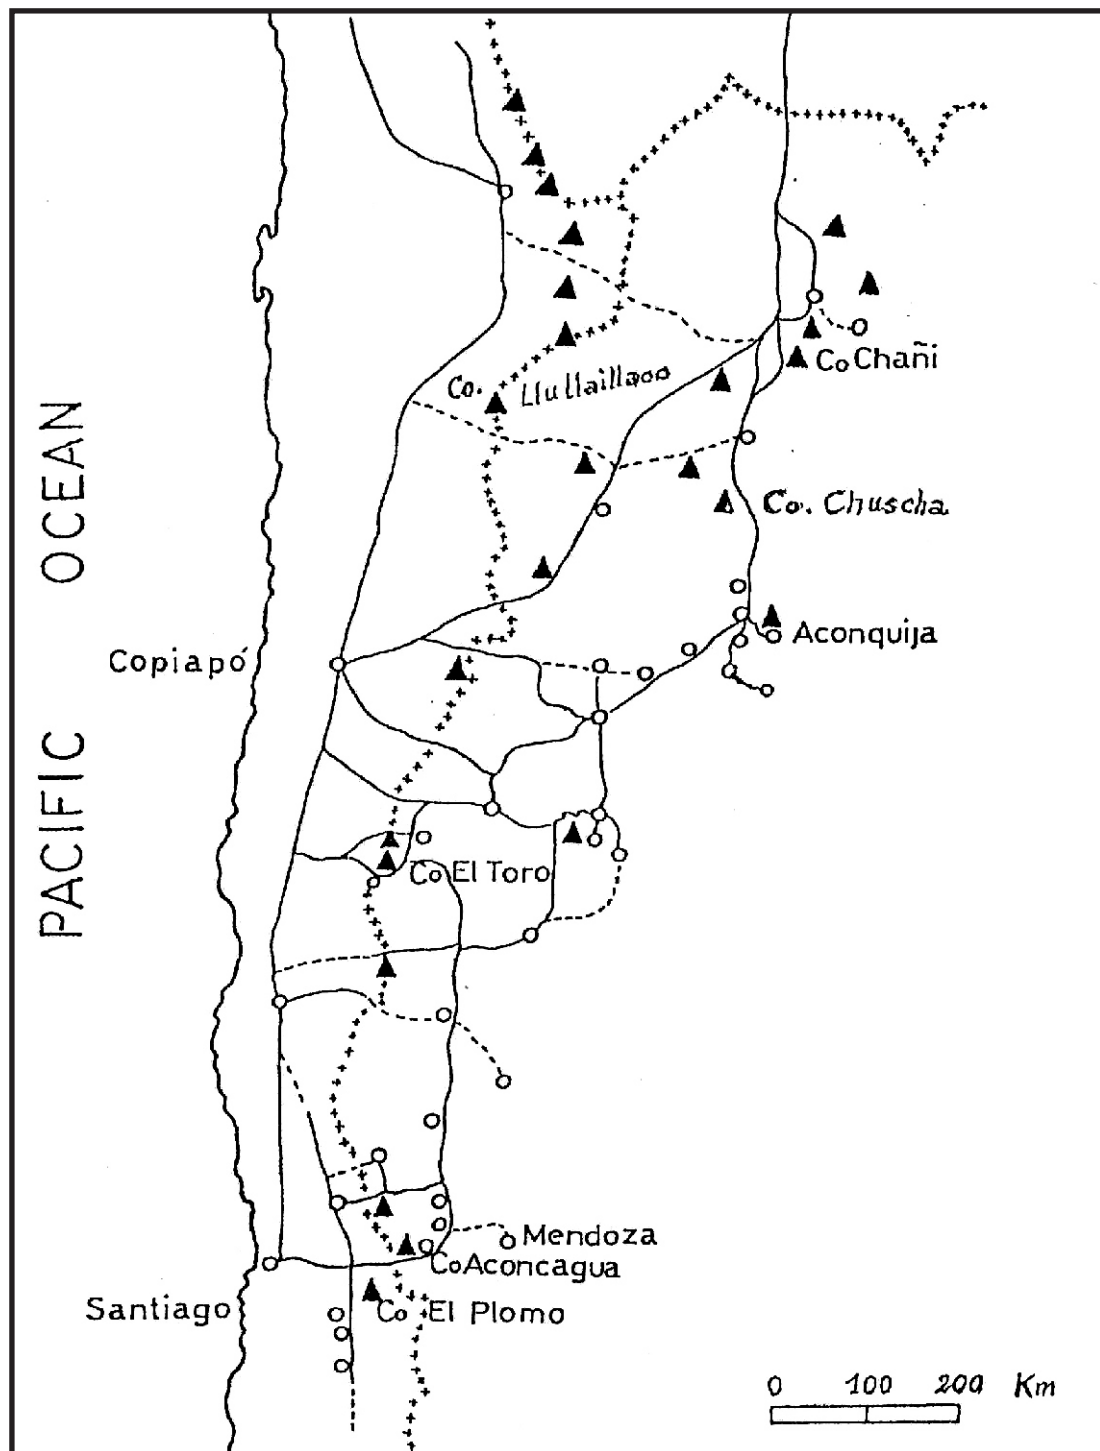 Co Chañi
Co. Llullaillaco
PACIFIC OCEAN
Co. Chuscha
Aconquija
Copiapó
Co El Toro
Mendoza
Co Aconcagua
Santiago
Co El Plomo
0 100 200 Km